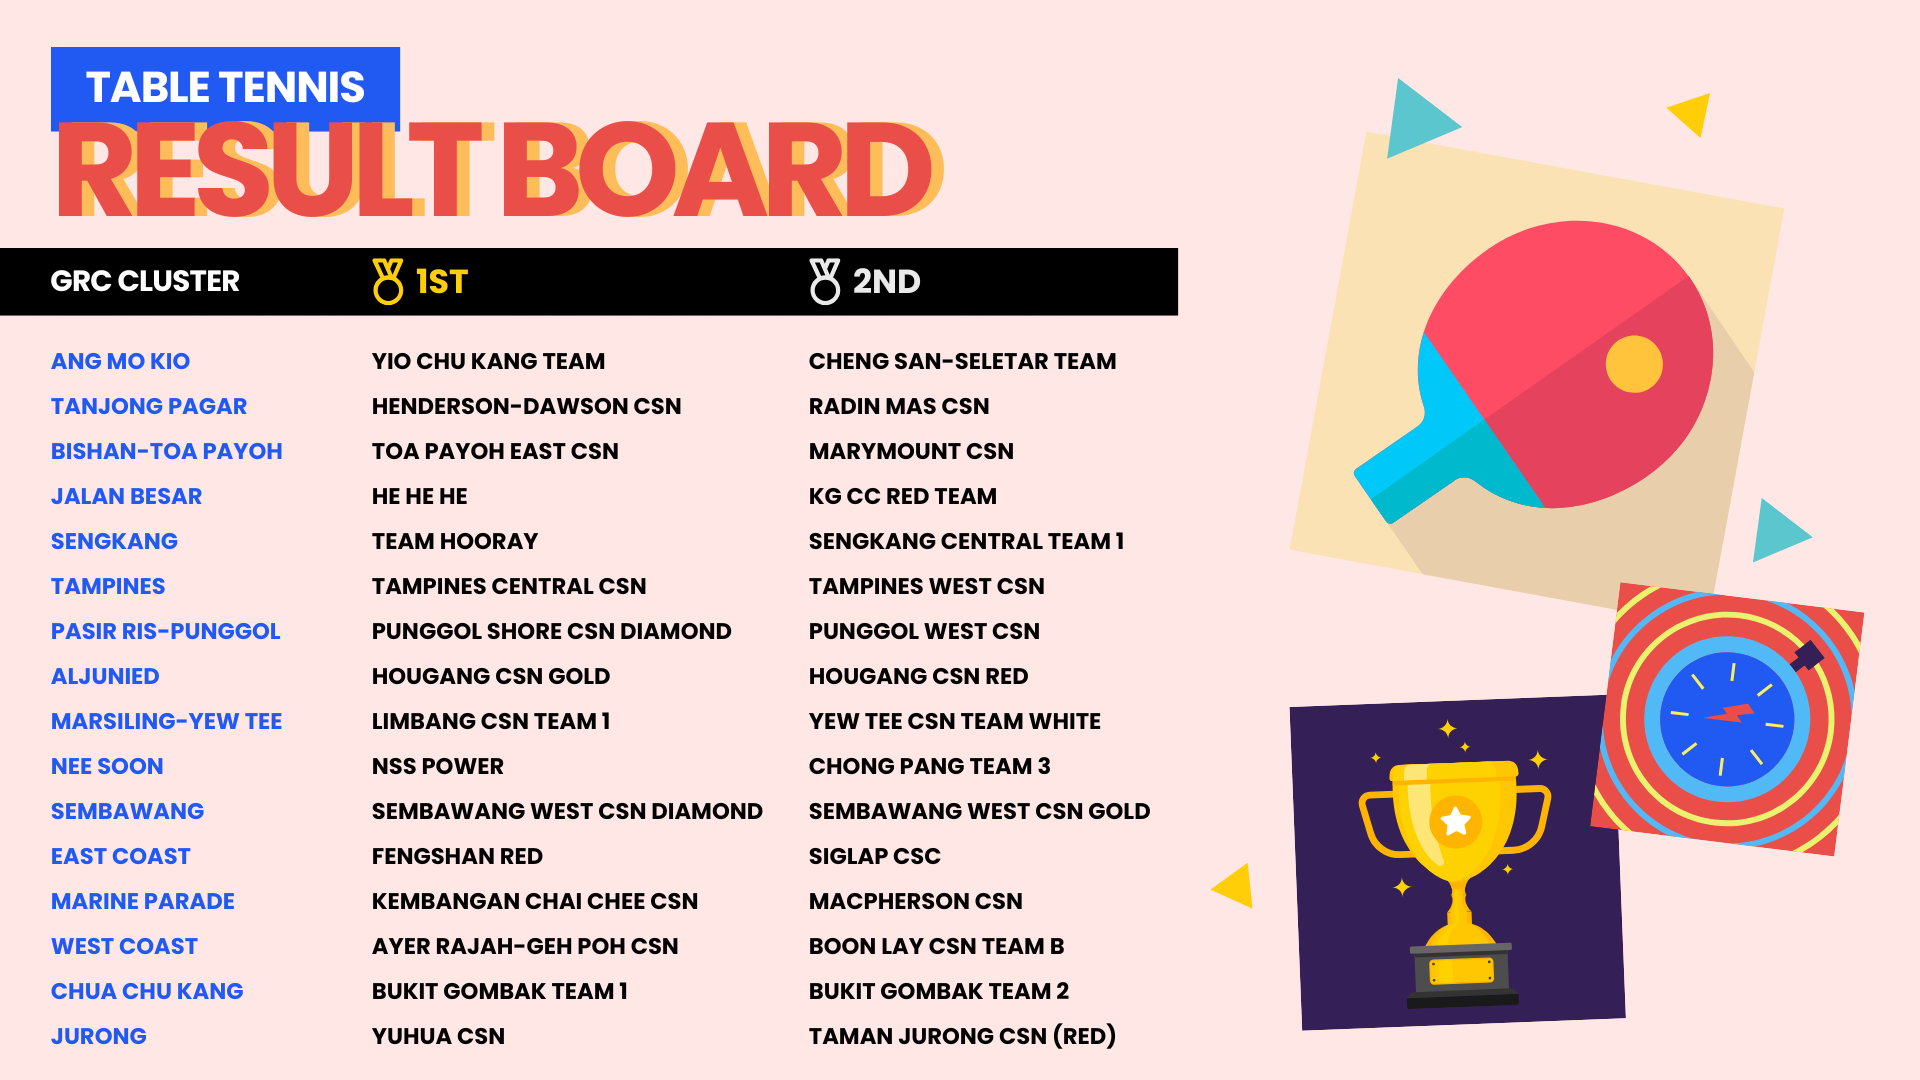 TABLE TENNIS
RESULT BOARD
GRC CLUSTER 1ST 2ND
ANG MO KIO YIO CHU KANG TEAM CHENG SAN-SELETAR TEAM
TANJONG PAGAR HENDERSON-DAWSON CSN RADIN MAS CSN
BISHAN-TOA PAYOH TOA PAYOH EAST CSN MARYMOUNT CSN
JALAN BESAR HE HE HE KG CC RED TEAM
SENGKANG TEAM HOORAY SENGKANG CENTRAL TEAM 1
TAMPINES TAMPINES CENTRAL CSN TAMPINES WEST CSN
PASIR RIS-PUNGGOL PUNGGOL SHORE CSN DIAMOND PUNGGOL WEST CSN
ALJUNIED HOUGANG CSN GOLD HOUGANG CSN RED
MARSILING-YEW TEE LIMBANG CSN TEAM 1 YEW TEE CSN TEAM WHITE
NEE SOON NSS POWER CHONG PANG TEAM 3
SEMBAWANG SEMBAWANG WEST CSN DIAMOND SEMBAWANG WEST CSN GOLD
EAST COAST FENGSHAN RED SIGLAP CSC
MARINE PARADE KEMBANGAN CHAI CHEE CSN MACPHERSON CSN
WEST COAST AYER RAJAH-GEH POH CSN BOON LAY CSN TEAM B
CHUA CHU KANG BUKIT GOMBAK TEAM 1 BUKIT GOMBAK TEAM 2
JURONG YUHUA CSN TAMAN JURONG CSN (RED)